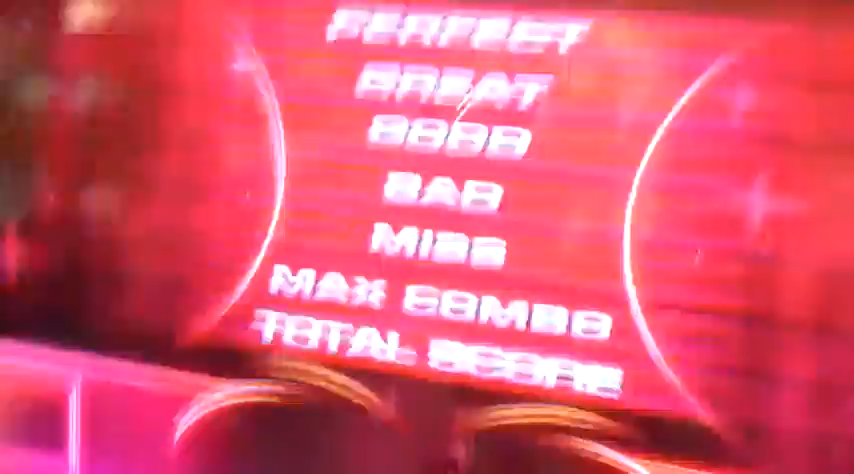 PERFECT
GREAT
GOOD
BAD
MISS
MAX COMBO
TOTAL SCORE